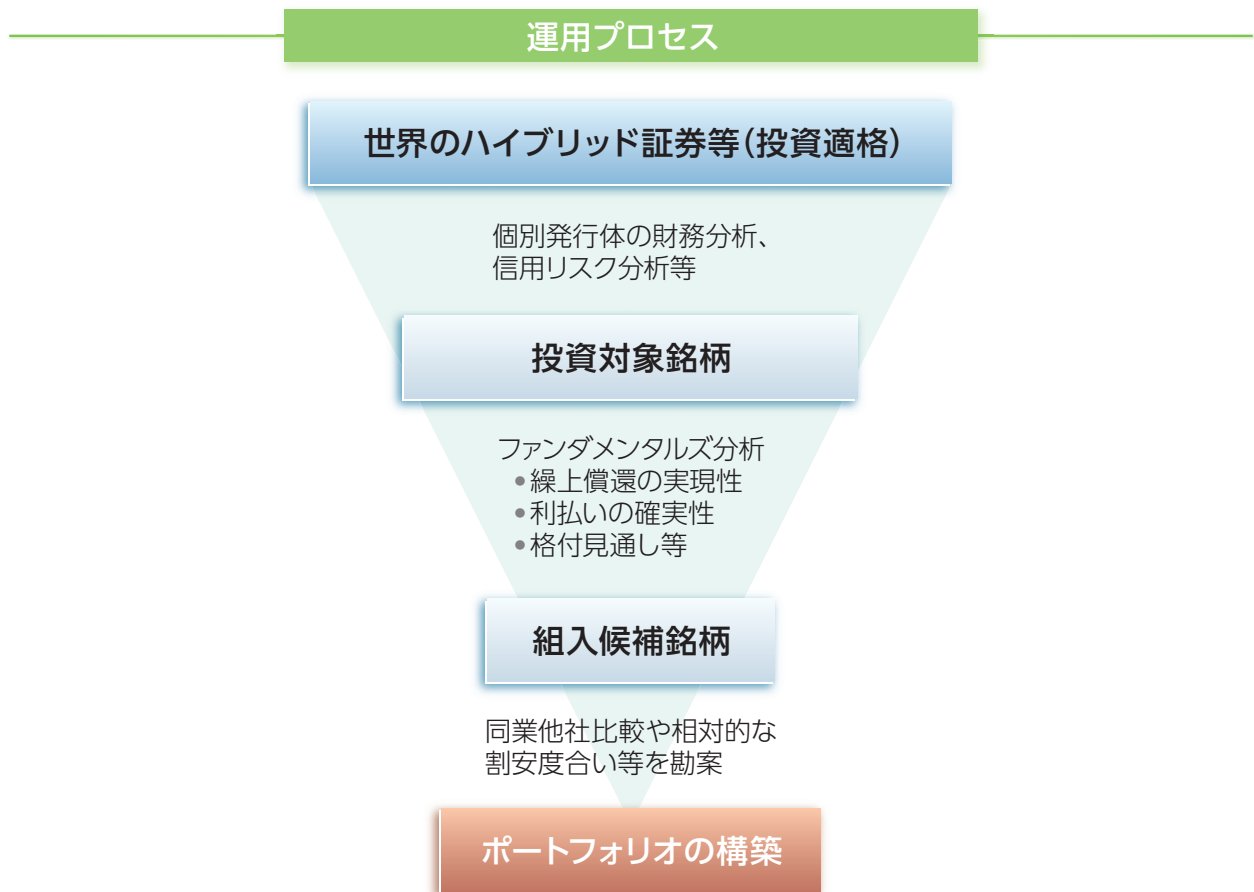 運用プロセス
世界のハイブリッド証券等(投資適格)
個別発行体の財務分析、
信用リスク分析等
投資対象銘柄
ファンダメンタルズ分析
•繰上償還の実現性
•利払いの確実性
•格付見通し等
組入候補銘柄
同業他社比較や相対的な
割安度合い等を勘案
ポートフォリオの構築